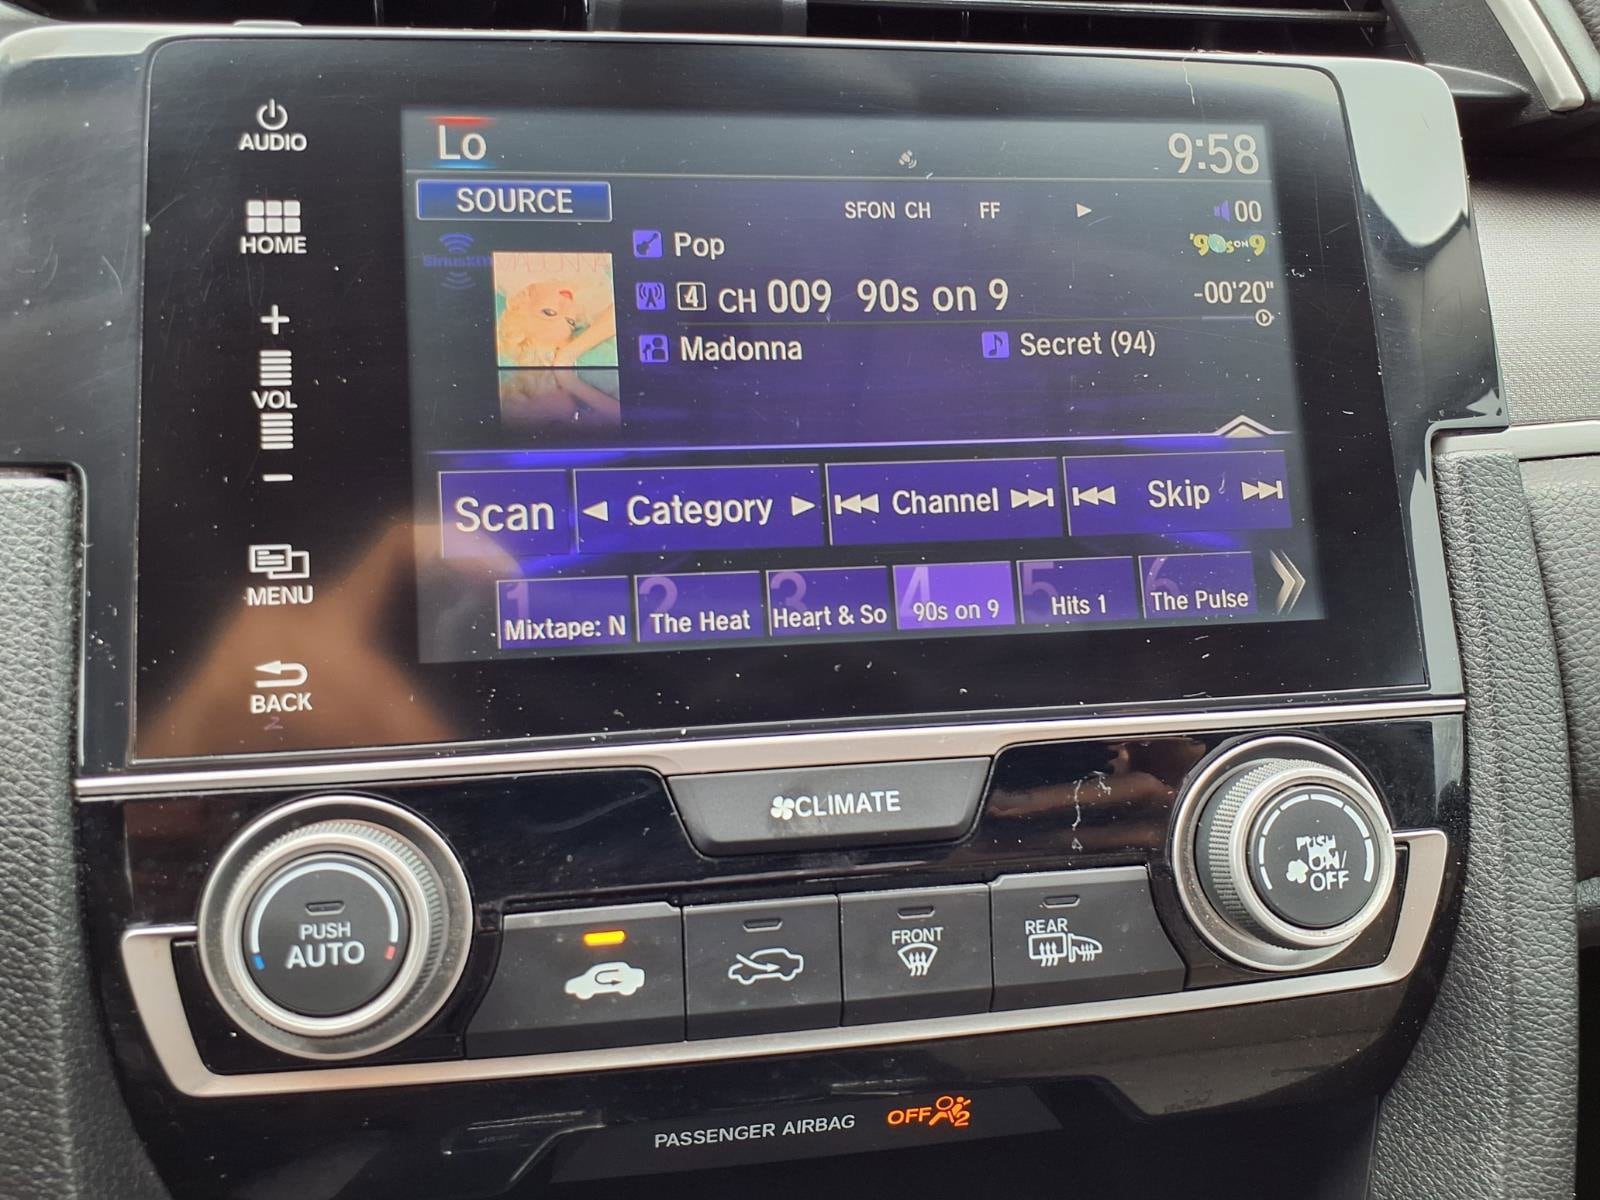 AUDIO
Lo
9:58
HOME
SOURCE
SFON CH FF 00
SiriusXM
MADONNA
Pop
'90s ON 9
4 CH 009 90s on 9
-00'20"
Madonna
Secret (94)
+
VOL
-
Scan
Category
Channel
Skip
MENU
1 Mixtape: N
2 The Heat
3 Heart & So
4 90s on 9
5 Hits 1
6 The Pulse
BACK
CLIMATE
PUSH
AUTO
FRONT
REAR
PUSH
ON/
OFF
PASSENGER AIRBAG
OFF 2